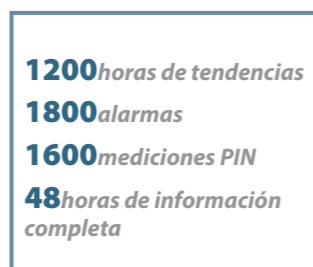 1200horas de tendencias
1800alarmas
1600mediciones PIN
48horas de información
completa